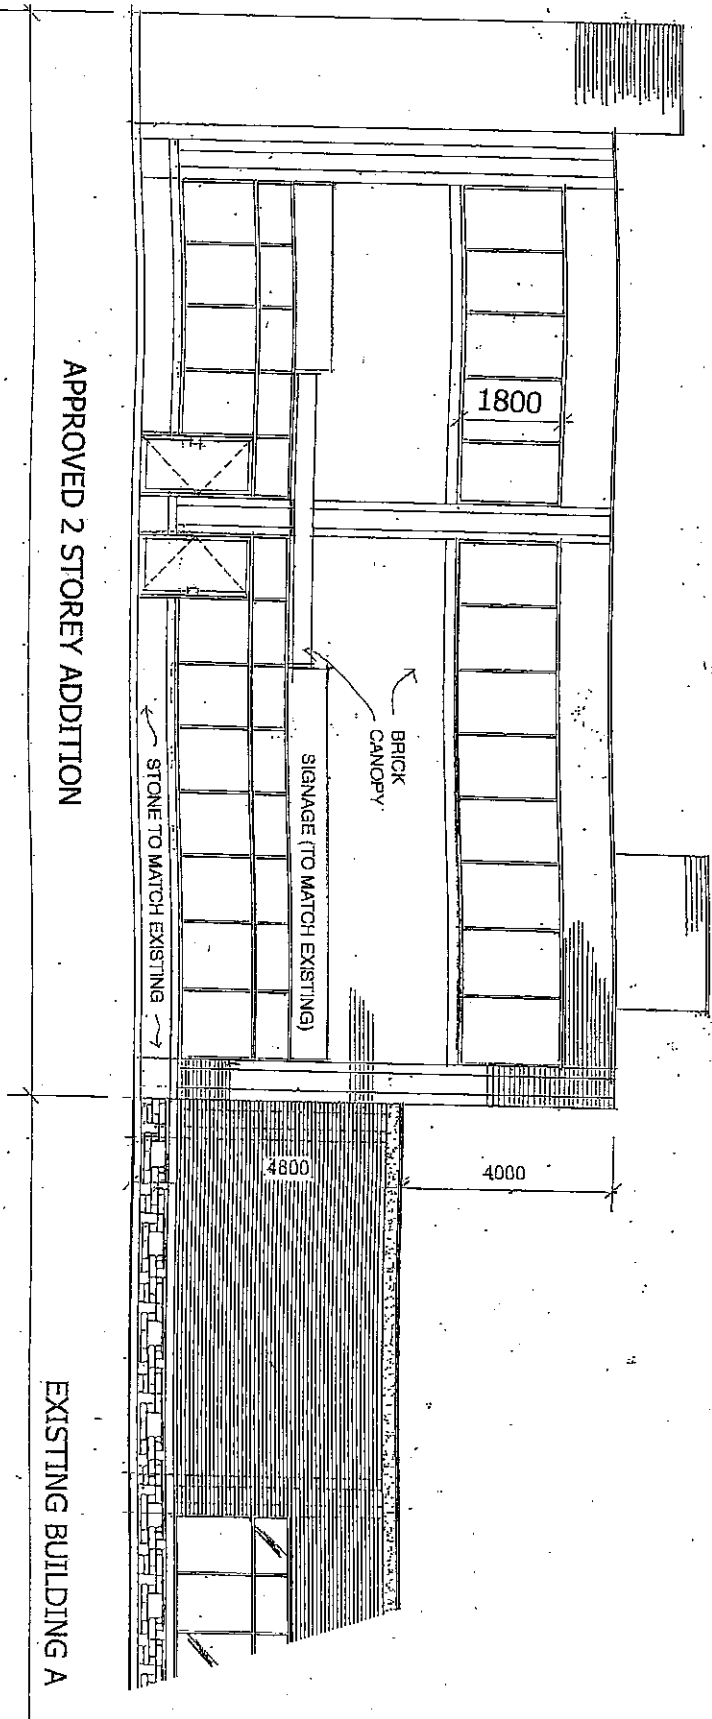 1800
BRICK
CANOPY
SIGNAGE (TO MATCH EXISTING)
STONE TO MATCH EXISTING
4800
4000
APPROVED 2 STOREY ADDITION
EXISTING BUILDING A